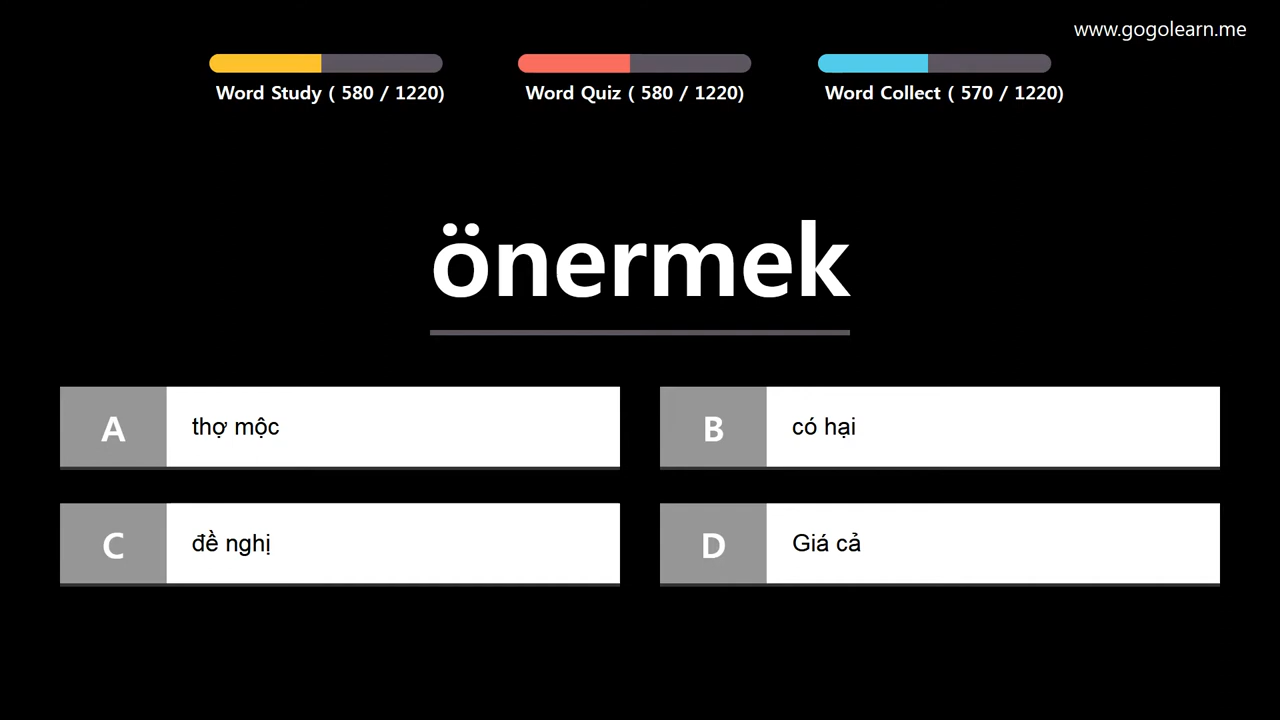 www.gogolearn.me
Word Study ( 580 / 1220)
Word Quiz ( 580 / 1220)
Word Collect ( 570 / 1220)
önermek
A thợ mộc
B có hại
C đề nghị
D Giá cả